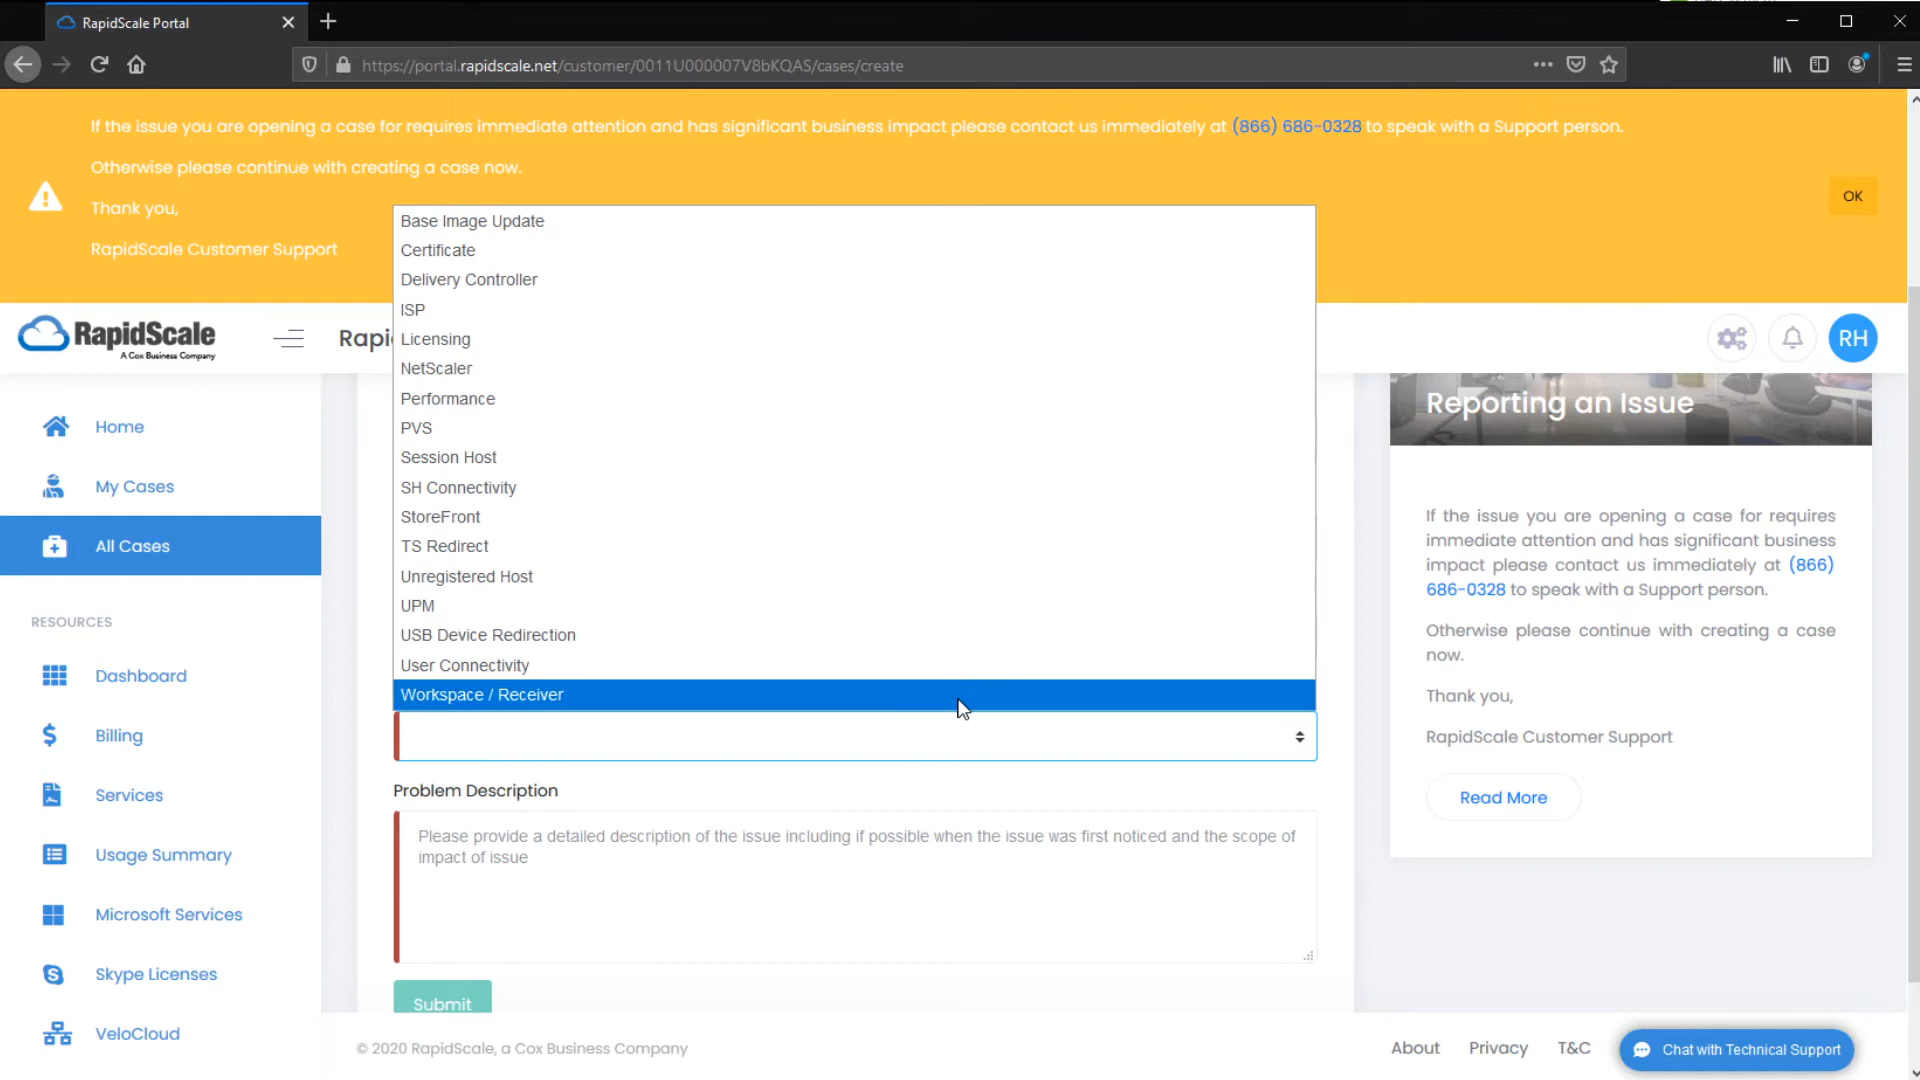 RapidScale Portal
https://portal.rapidscale.net/customer/0011U000007V8bKQAS/cases/create
If the issue you are opening a case for requires immediate attention and has significant business impact please contact us immediately at (866) 686-0328 to speak with a Support person.
Otherwise please continue with creating a case now.
Thank you,
RapidScale Customer Support
OK
RapidScale
A Cox Business Company
Rapi
RH
Base Image Update
Certificate
Delivery Controller
ISP
Licensing
NetScaler
Performance
PVS
Session Host
SH Connectivity
StoreFront
TS Redirect
Unregistered Host
UPM
USB Device Redirection
User Connectivity
Workspace / Receiver
Home
My Cases
All Cases
RESOURCES
Dashboard
Billing
Services
Usage Summary
Microsoft Services
Skype Licenses
VeloCloud
Problem Description
Please provide a detailed description of the issue including if possible when the issue was first noticed and the scope of
impact of issue
Submit
Reporting an Issue
If the issue you are opening a case for requires
immediate attention and has significant business
impact please contact us immediately at (866)
686-0328 to speak with a Support person.
Otherwise please continue with creating a case
now.
Thank you,
RapidScale Customer Support
Read More
© 2020 RapidScale, a Cox Business Company
About
Privacy
T&C
Chat with Technical Support